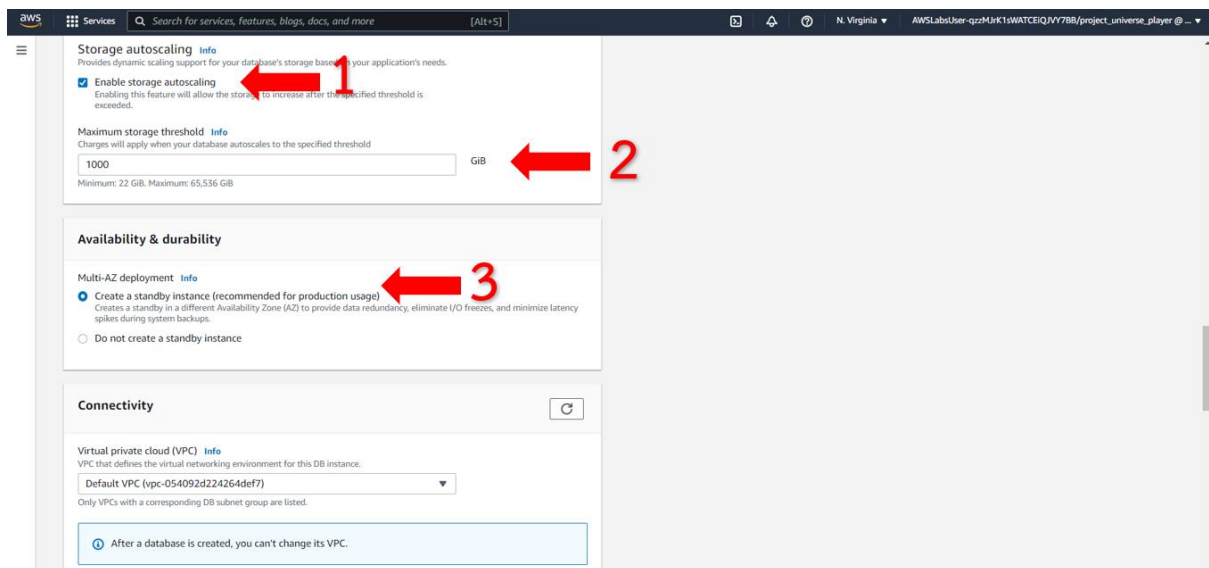 aws Services Search for services, features, blogs, docs, and more [Alt+S] N. Virginia AWSLabsUser-qzzMJrK1sWATCEiQJVY7BB/project_universe_player @ ...
Storage autoscaling Info
Provides dynamic scaling support for your database's storage based on your application's needs.
Enable storage autoscaling
1
Enabling this feature will allow the storage to increase after the specified threshold is
exceeded.
Maximum storage threshold Info
Charges will apply when your database autoscales to the specified threshold
1000 GiB
2
Minimum: 22 GiB. Maximum: 65,536 GiB
Availability & durability
Multi-AZ deployment Info
3
Create a standby instance (recommended for production usage)
Creates a standby in a different Availability Zone (AZ) to provide data redundancy, eliminate I/O freezes, and minimize latency
spikes during system backups.
Do not create a standby instance
Connectivity
Virtual private cloud (VPC) Info
VPC that defines the virtual networking environment for this DB instance.
Default VPC (vpc-054092d224264def7)
Only VPCs with a corresponding DB subnet group are listed.
After a database is created, you can't change its VPC.